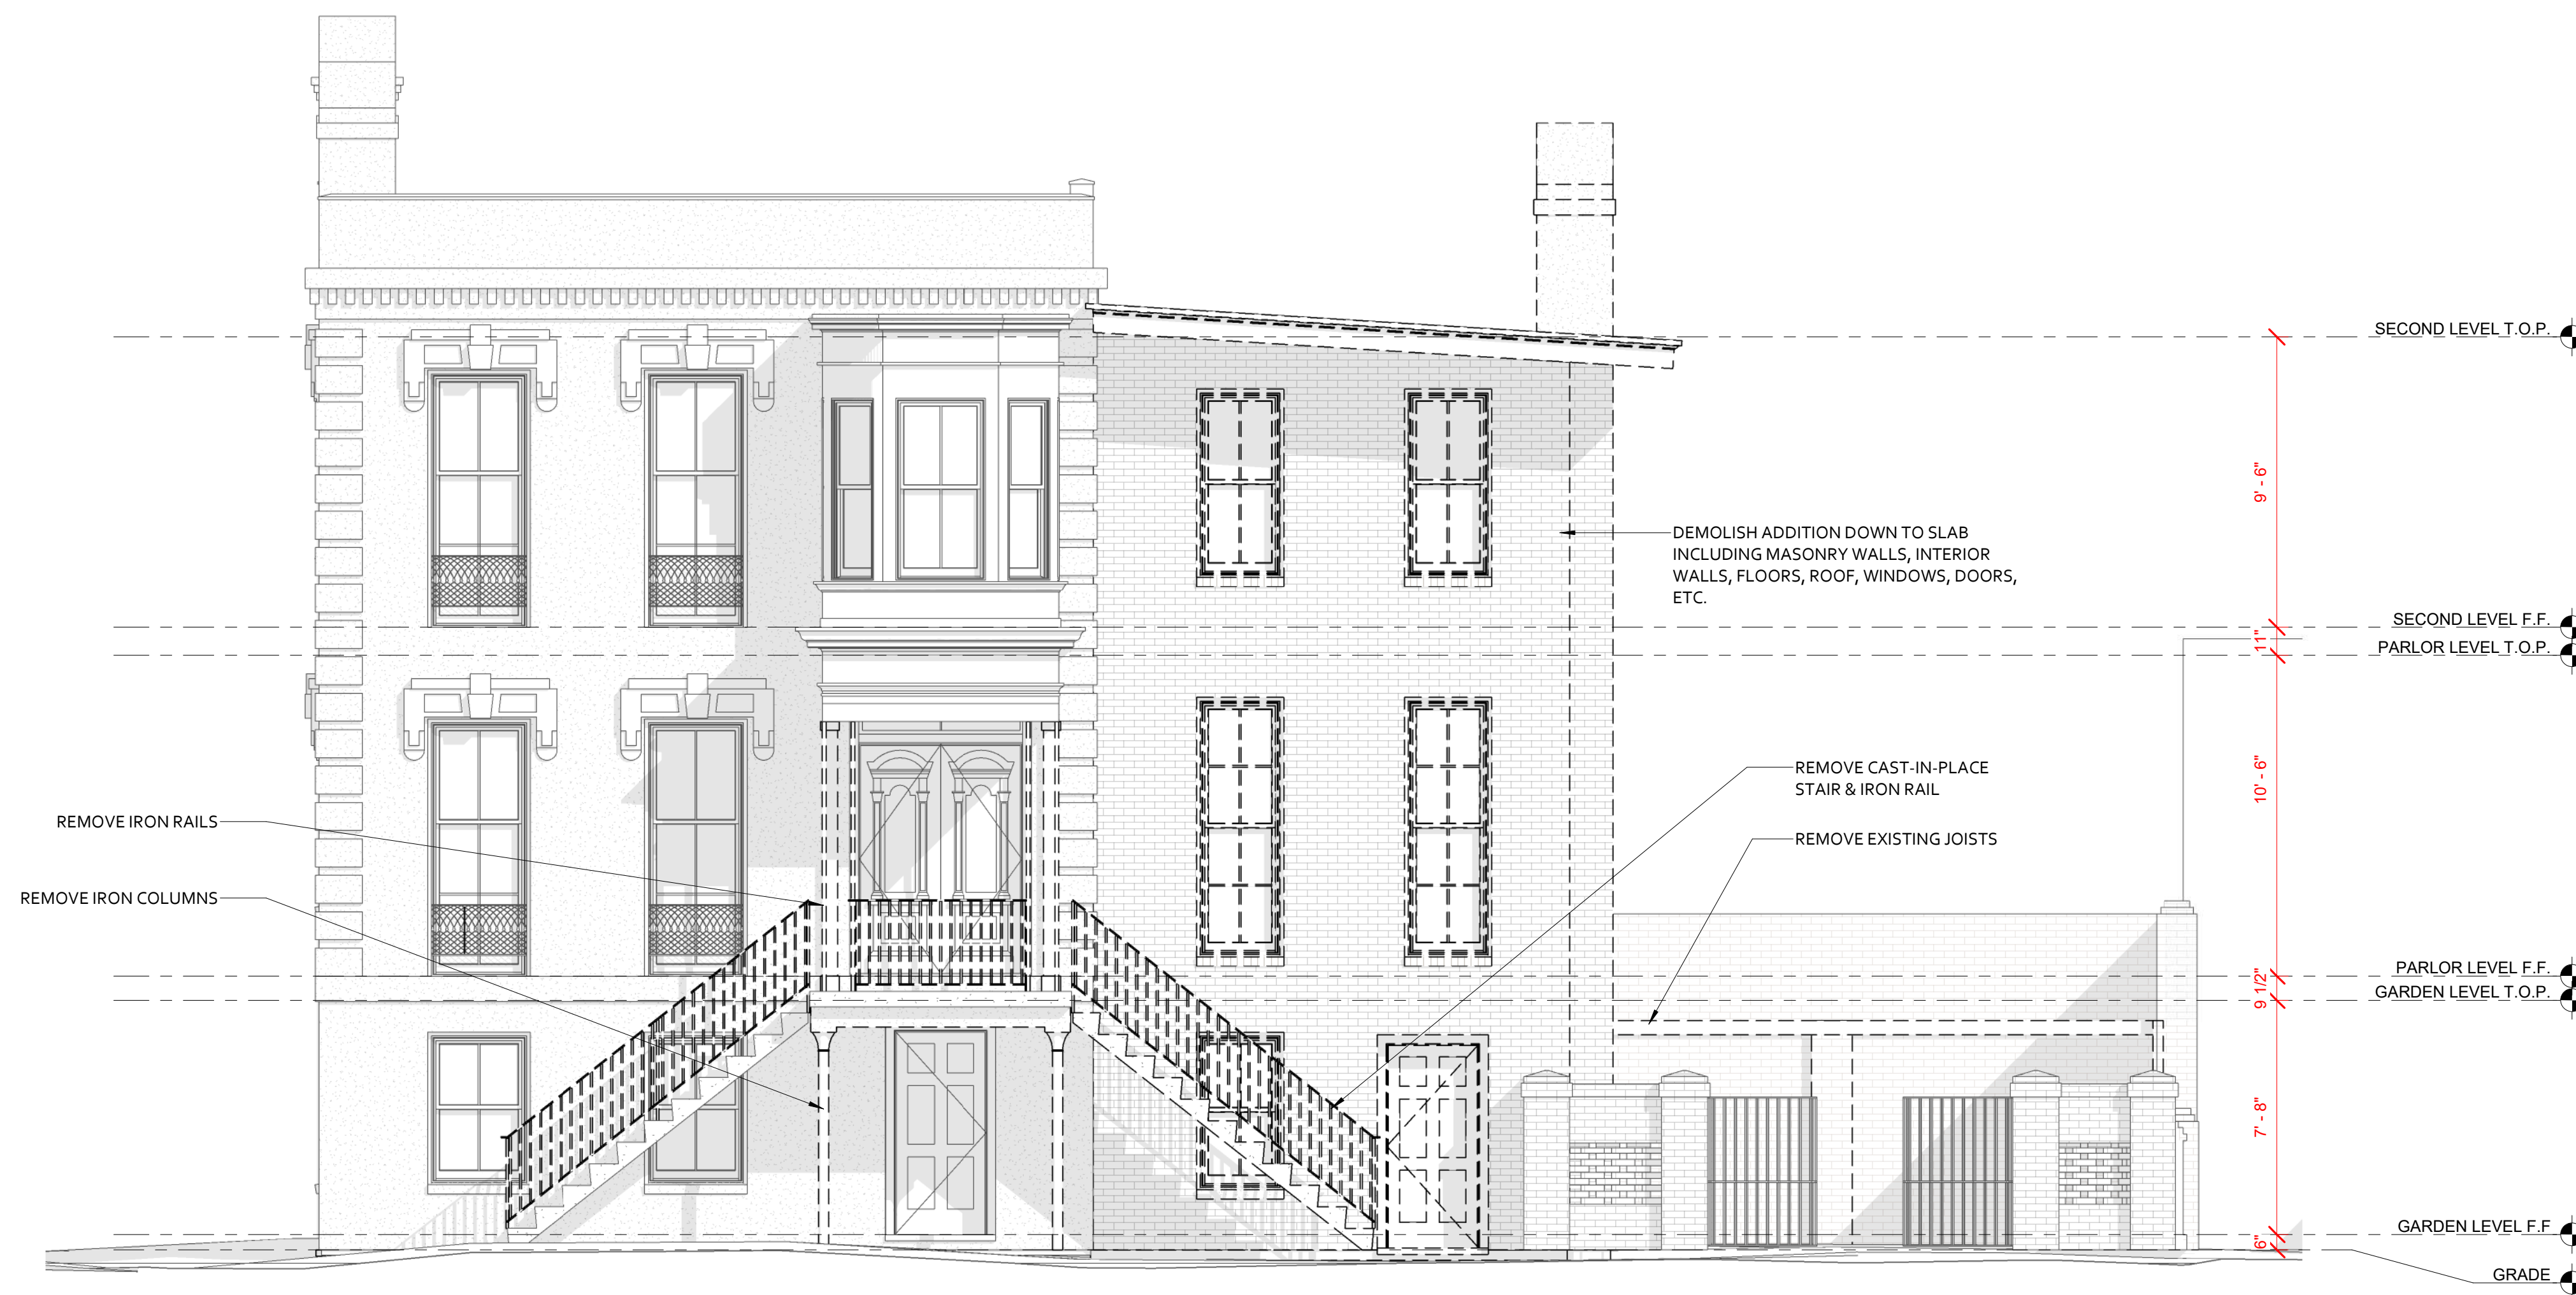 SECOND LEVEL T.O.P.
9' - 6"
DEMOLISH ADDITION DOWN TO SLAB
INCLUDING MASONRY WALLS, INTERIOR
WALLS, FLOORS, ROOF, WINDOWS, DOORS,
ETC.
SECOND LEVEL F.F.
11"
PARLOR LEVEL T.O.P.
REMOVE CAST-IN-PLACE
STAIR & IRON RAIL
10' - 6"
REMOVE IRON RAILS
REMOVE EXISTING JOISTS
REMOVE IRON COLUMNS
PARLOR LEVEL F.F.
9 1/2"
GARDEN LEVEL T.O.P.
7' - 8"
GARDEN LEVEL F.F
6"
GRADE